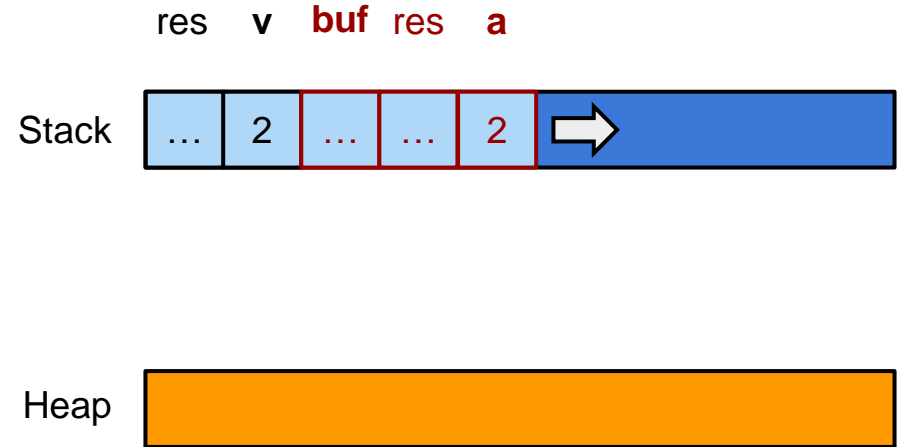 res v buf res a
Stack … 2 … … 2
Heap